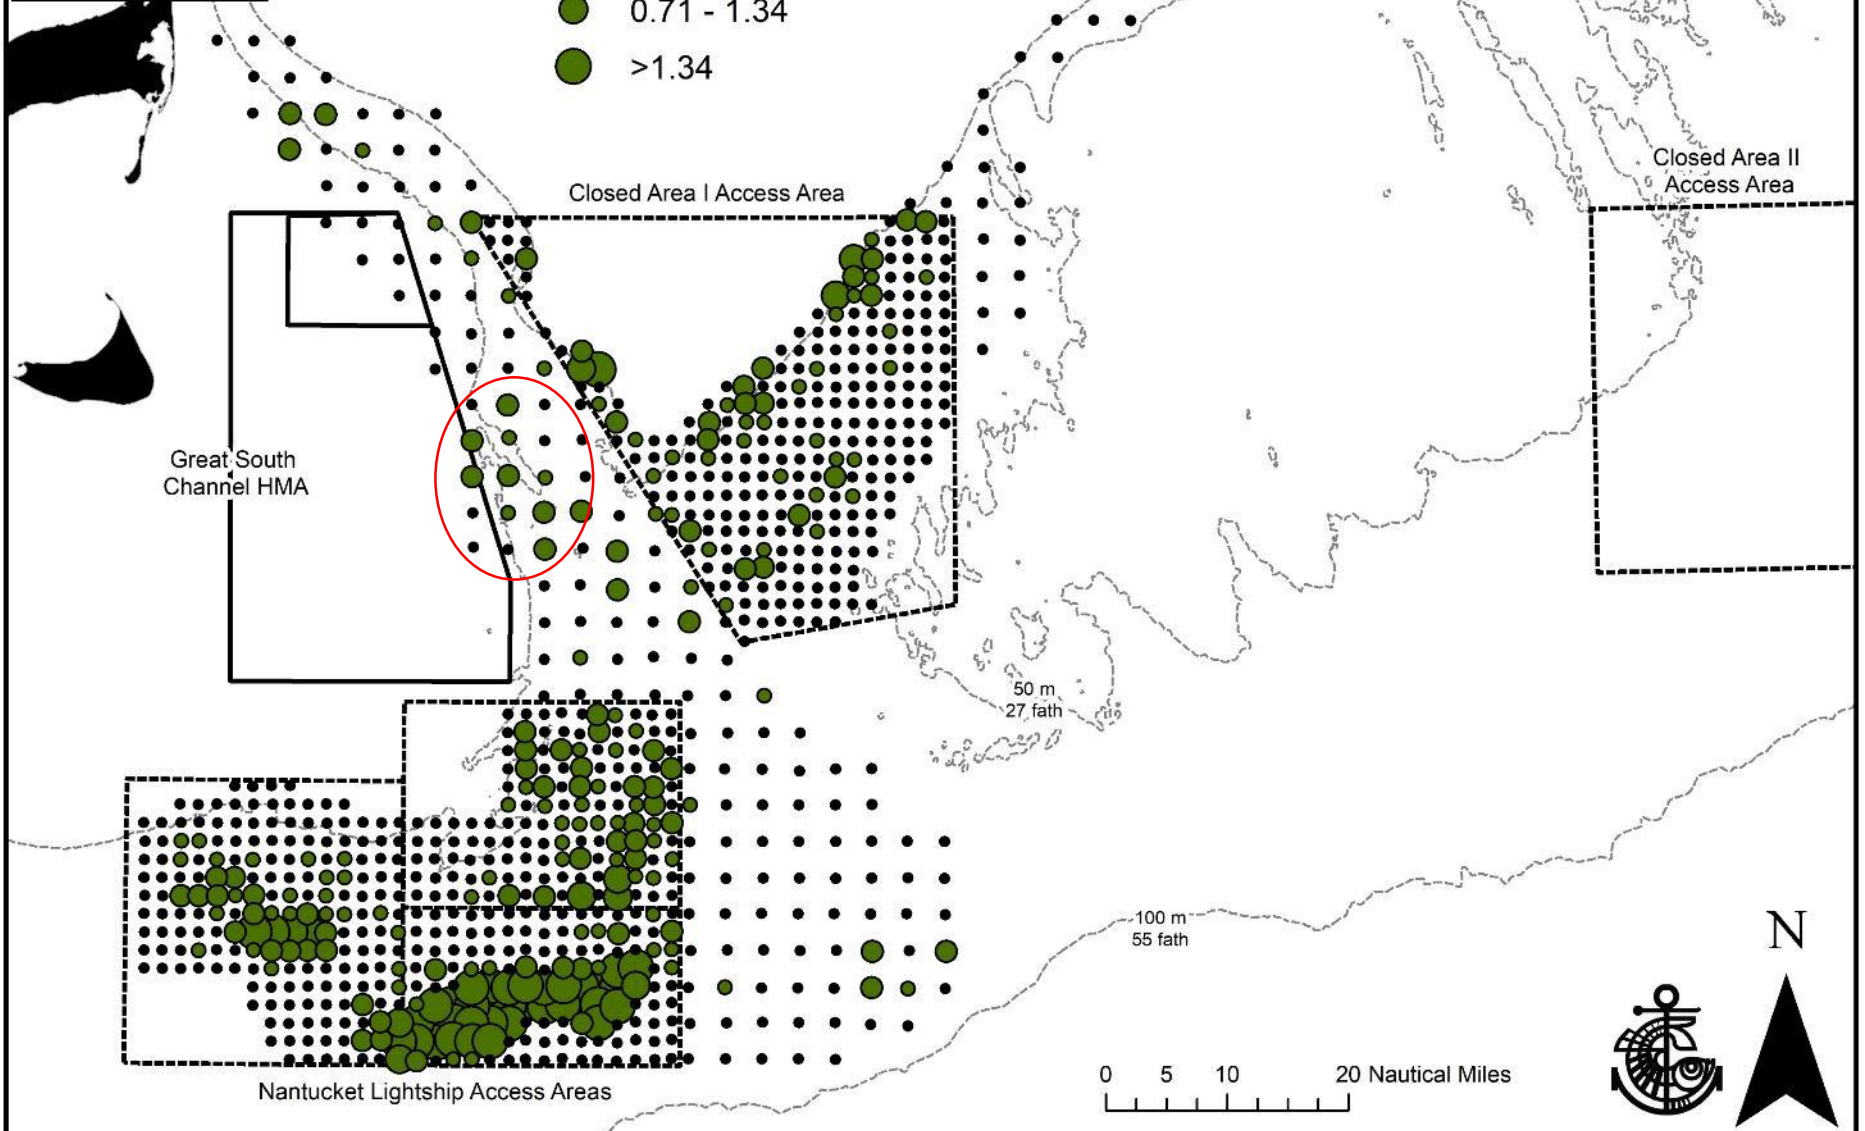 0.71 - 1.34
>1.34
Closed Area I Access Area
Closed Area II
Access Area
Great South
Channel HMA
50 m
27 fath
100 m
55 fath
N
0 5 10 20 Nautical Miles
Nantucket Lightship Access Areas